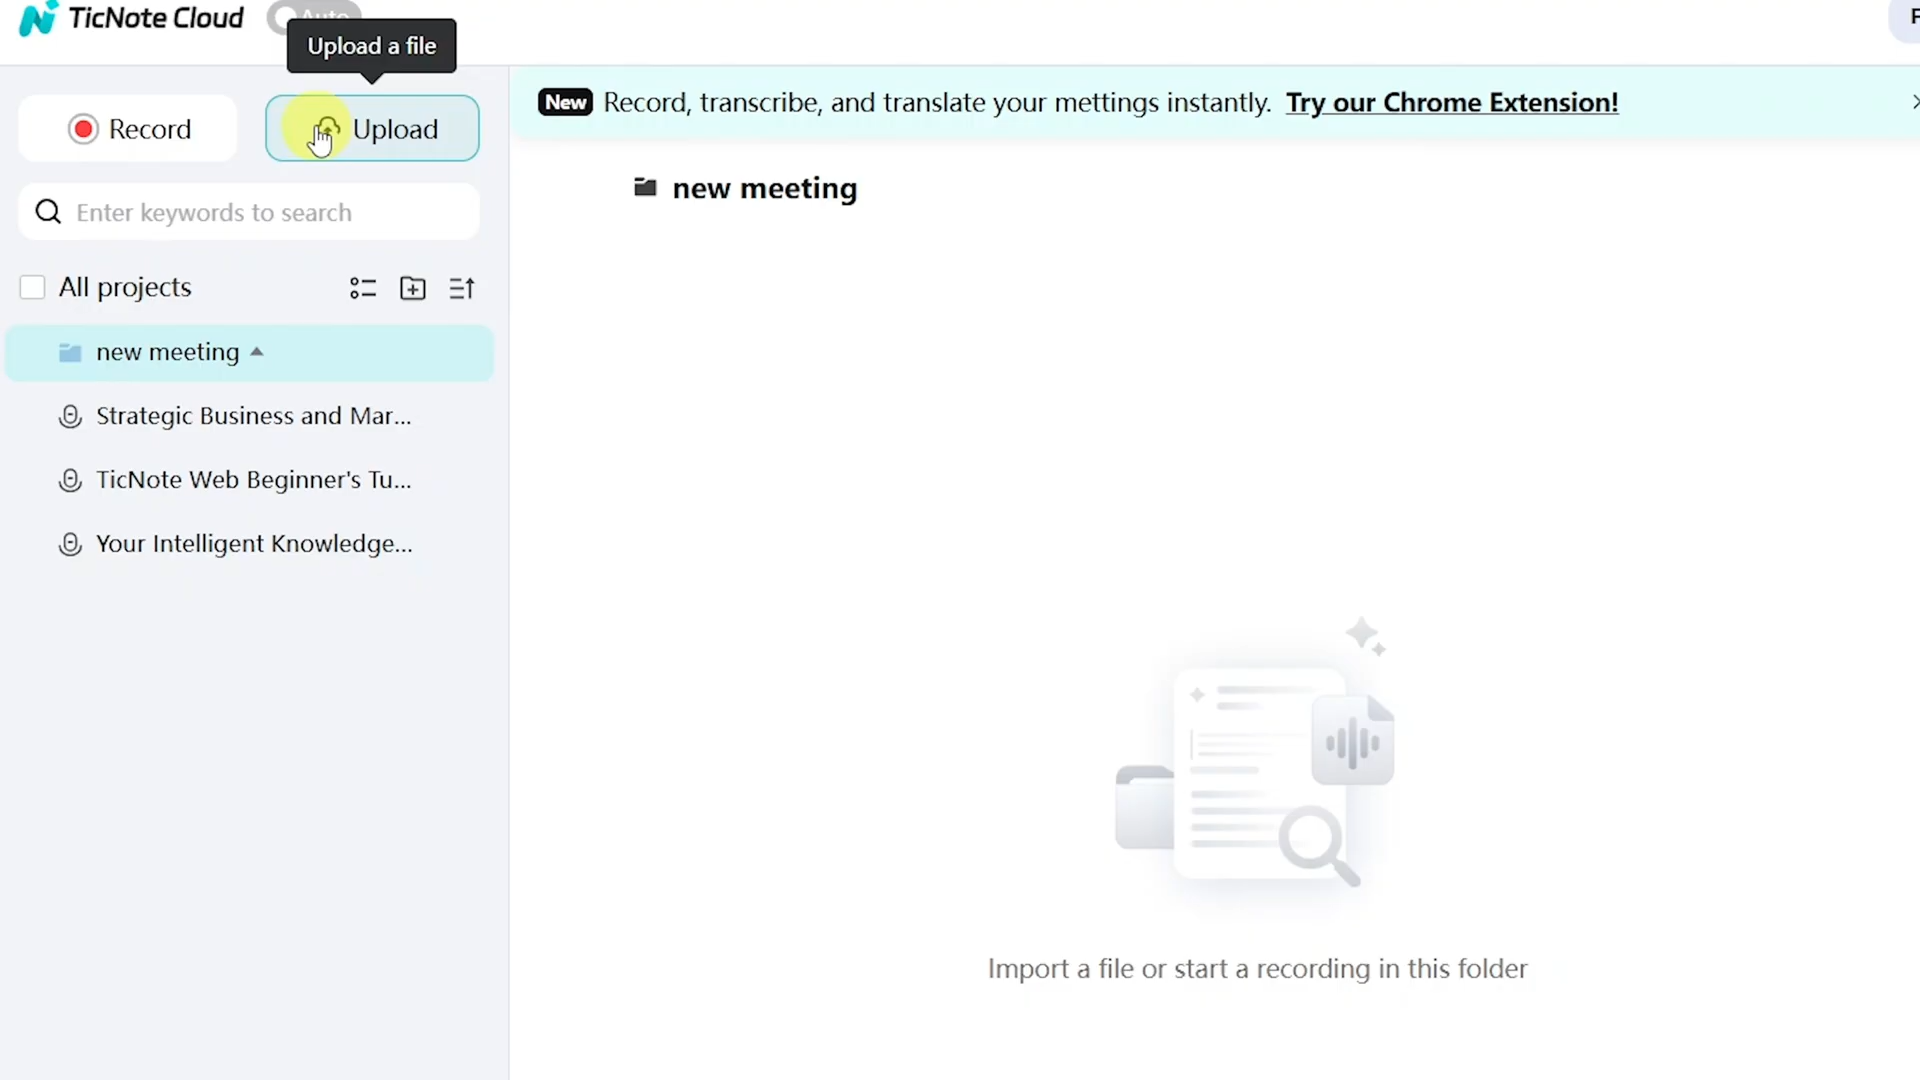 TicNote Cloud
Auto
Upload a file
Record
Upload
New Record, transcribe, and translate your mettings instantly. Try our Chrome Extension!
new meeting
Enter keywords to search
All projects
new meeting
Strategic Business and Mar...
TicNote Web Beginner's Tu...
Your Intelligent Knowledge...
Import a file or start a recording in this folder